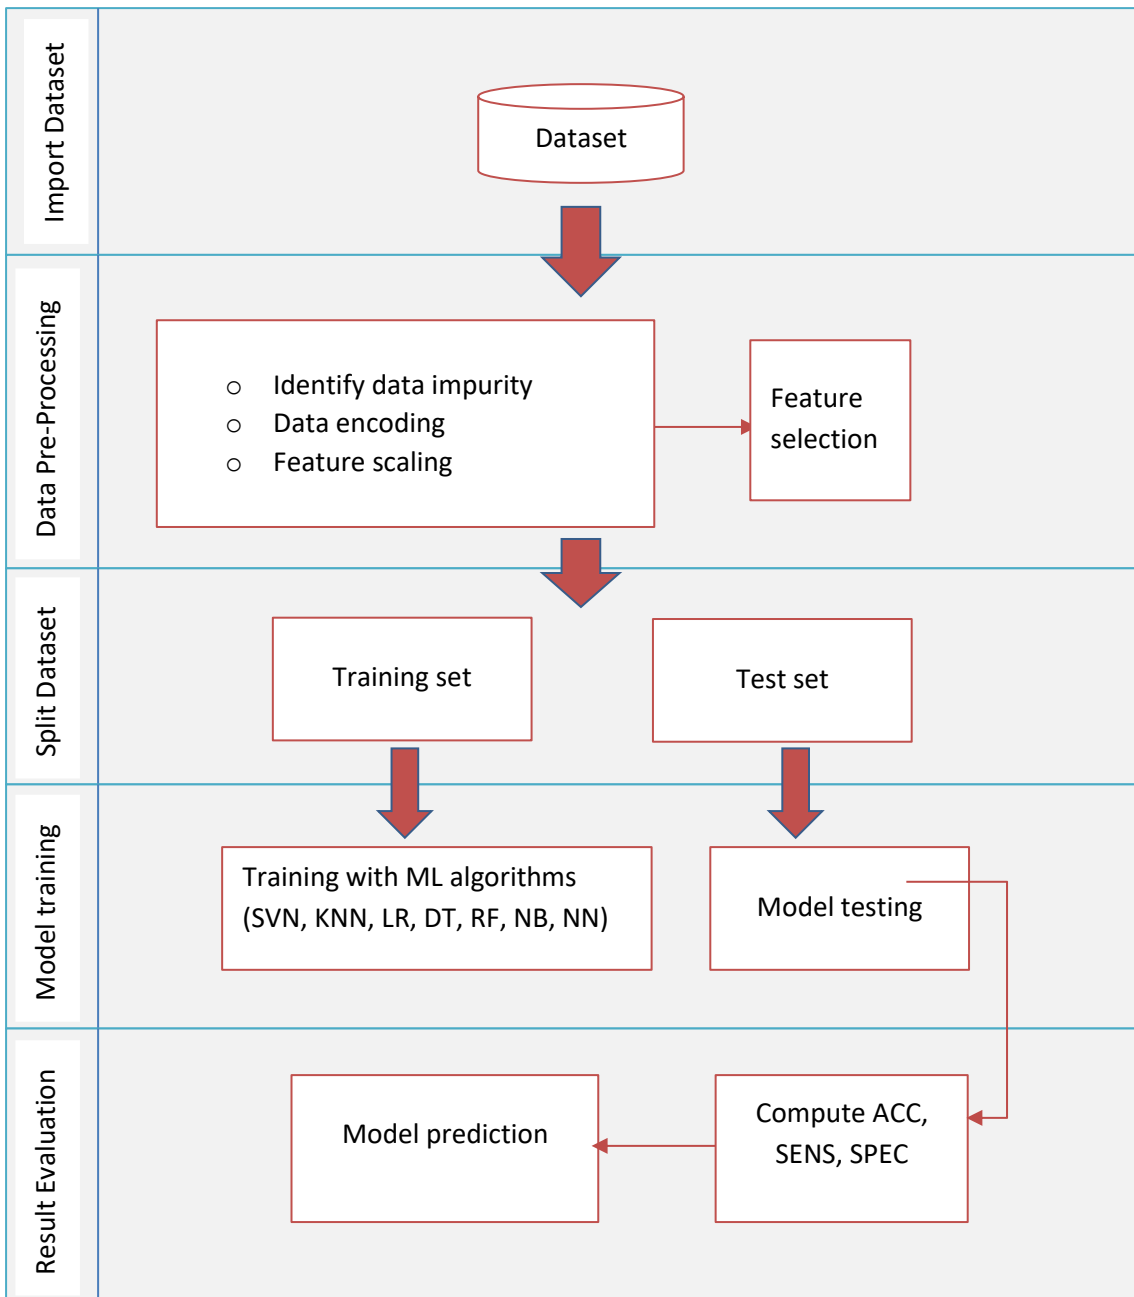 Import Dataset
Dataset
Data Pre-Processing
o Identify data impurity
o Data encoding
o Feature scaling
Feature
selection
Split Dataset
Training set
Test set
Model training
Training with ML algorithms
(SVN, KNN, LR, DT, RF, NB, NN)
Model testing
Result Evaluation
Model prediction
Compute ACC,
SENS, SPEC